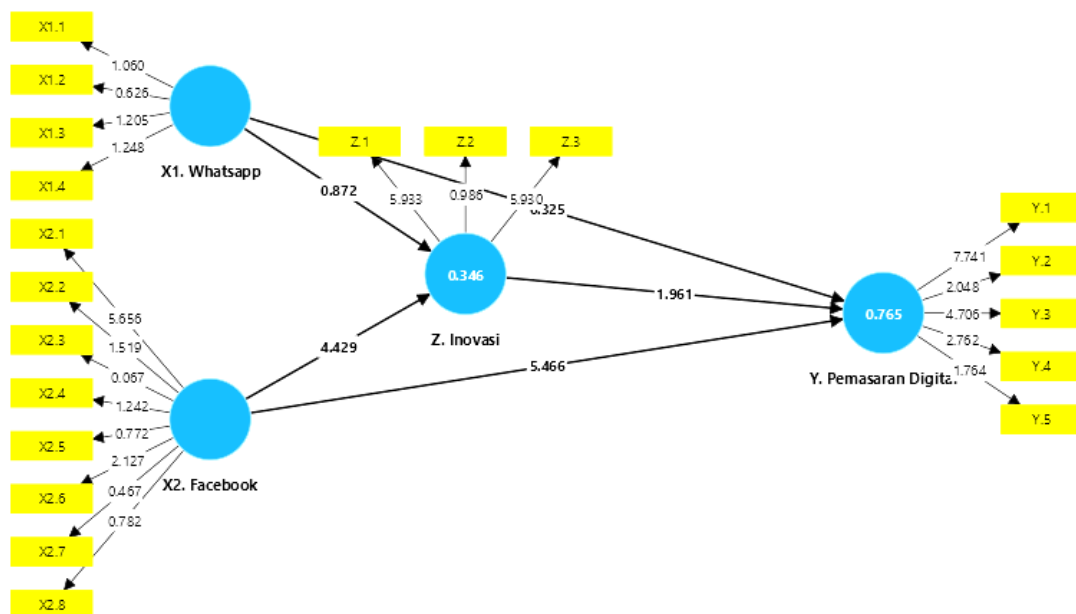 X1.1
1.060
X1.2
0.626
X1.3
1.205
X1.4
1.248
X1. Whatsapp
Z.1
Z.2
Z.3
5.933
0.986
5.930
0.872
0.346
Z. Inovasi
1.961
4.429
5.466
X2.1
5.656
X2.2
1.519
X2.3
0.067
X2.4
1.242
X2.5
0.772
X2.6
2.127
X2.7
0.467
X2.8
0.782
X2. Facebook
0.765
Y. Pemasaran
Y.1
7.741
Y.2
2.048
Y.3
4.706
Y.4
2.762
Y.5
1.764